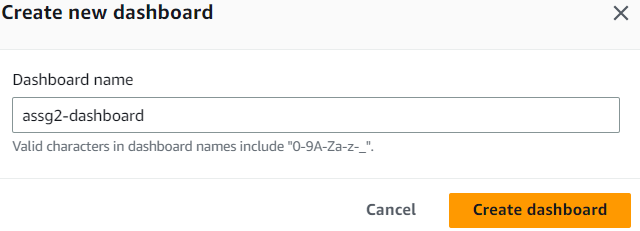 Create new dashboard
Dashboard name
assg2-dashboard
Valid characters in dashboard names include "0-9A-Za-z-_".
Cancel
Create dashboard